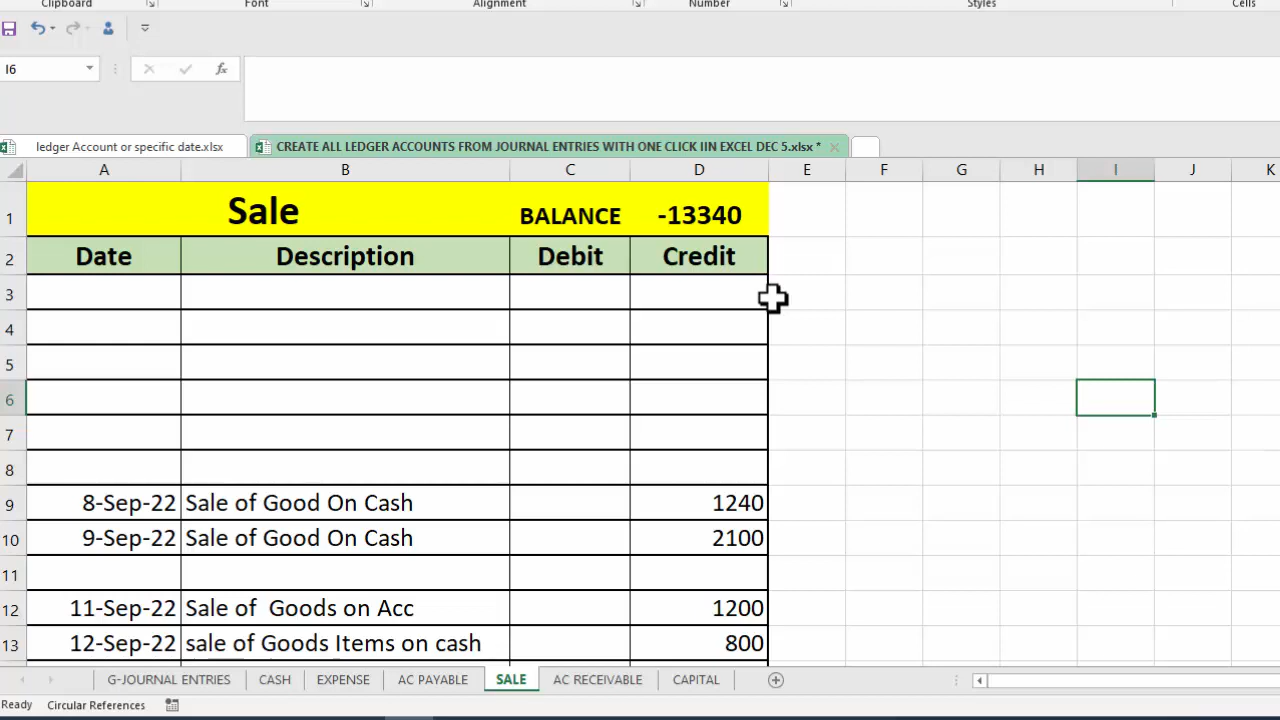 Clipboard Font Alignment Number Styles Cells
I6
fx
ledger Account or specific date.xlsx CREATE ALL LEDGER ACCOUNTS FROM JOURNAL ENTRIES WITH ONE CLICK IIN EXCEL DEC 5.xlsx *
A B C D E F G H I J K
1 Sale BALANCE -13340
2 Date Description Debit Credit
3
4
5
6
7
8
9 8-Sep-22 Sale of Good On Cash 1240
10 9-Sep-22 Sale of Good On Cash 2100
11
12 11-Sep-22 Sale of  Goods on Acc 1200
13 12-Sep-22 sale of Goods Items on cash 800
G-JOURNAL ENTRIES CASH EXPENSE AC PAYABLE SALE AC RECEIVABLE CAPITAL
Ready Circular References